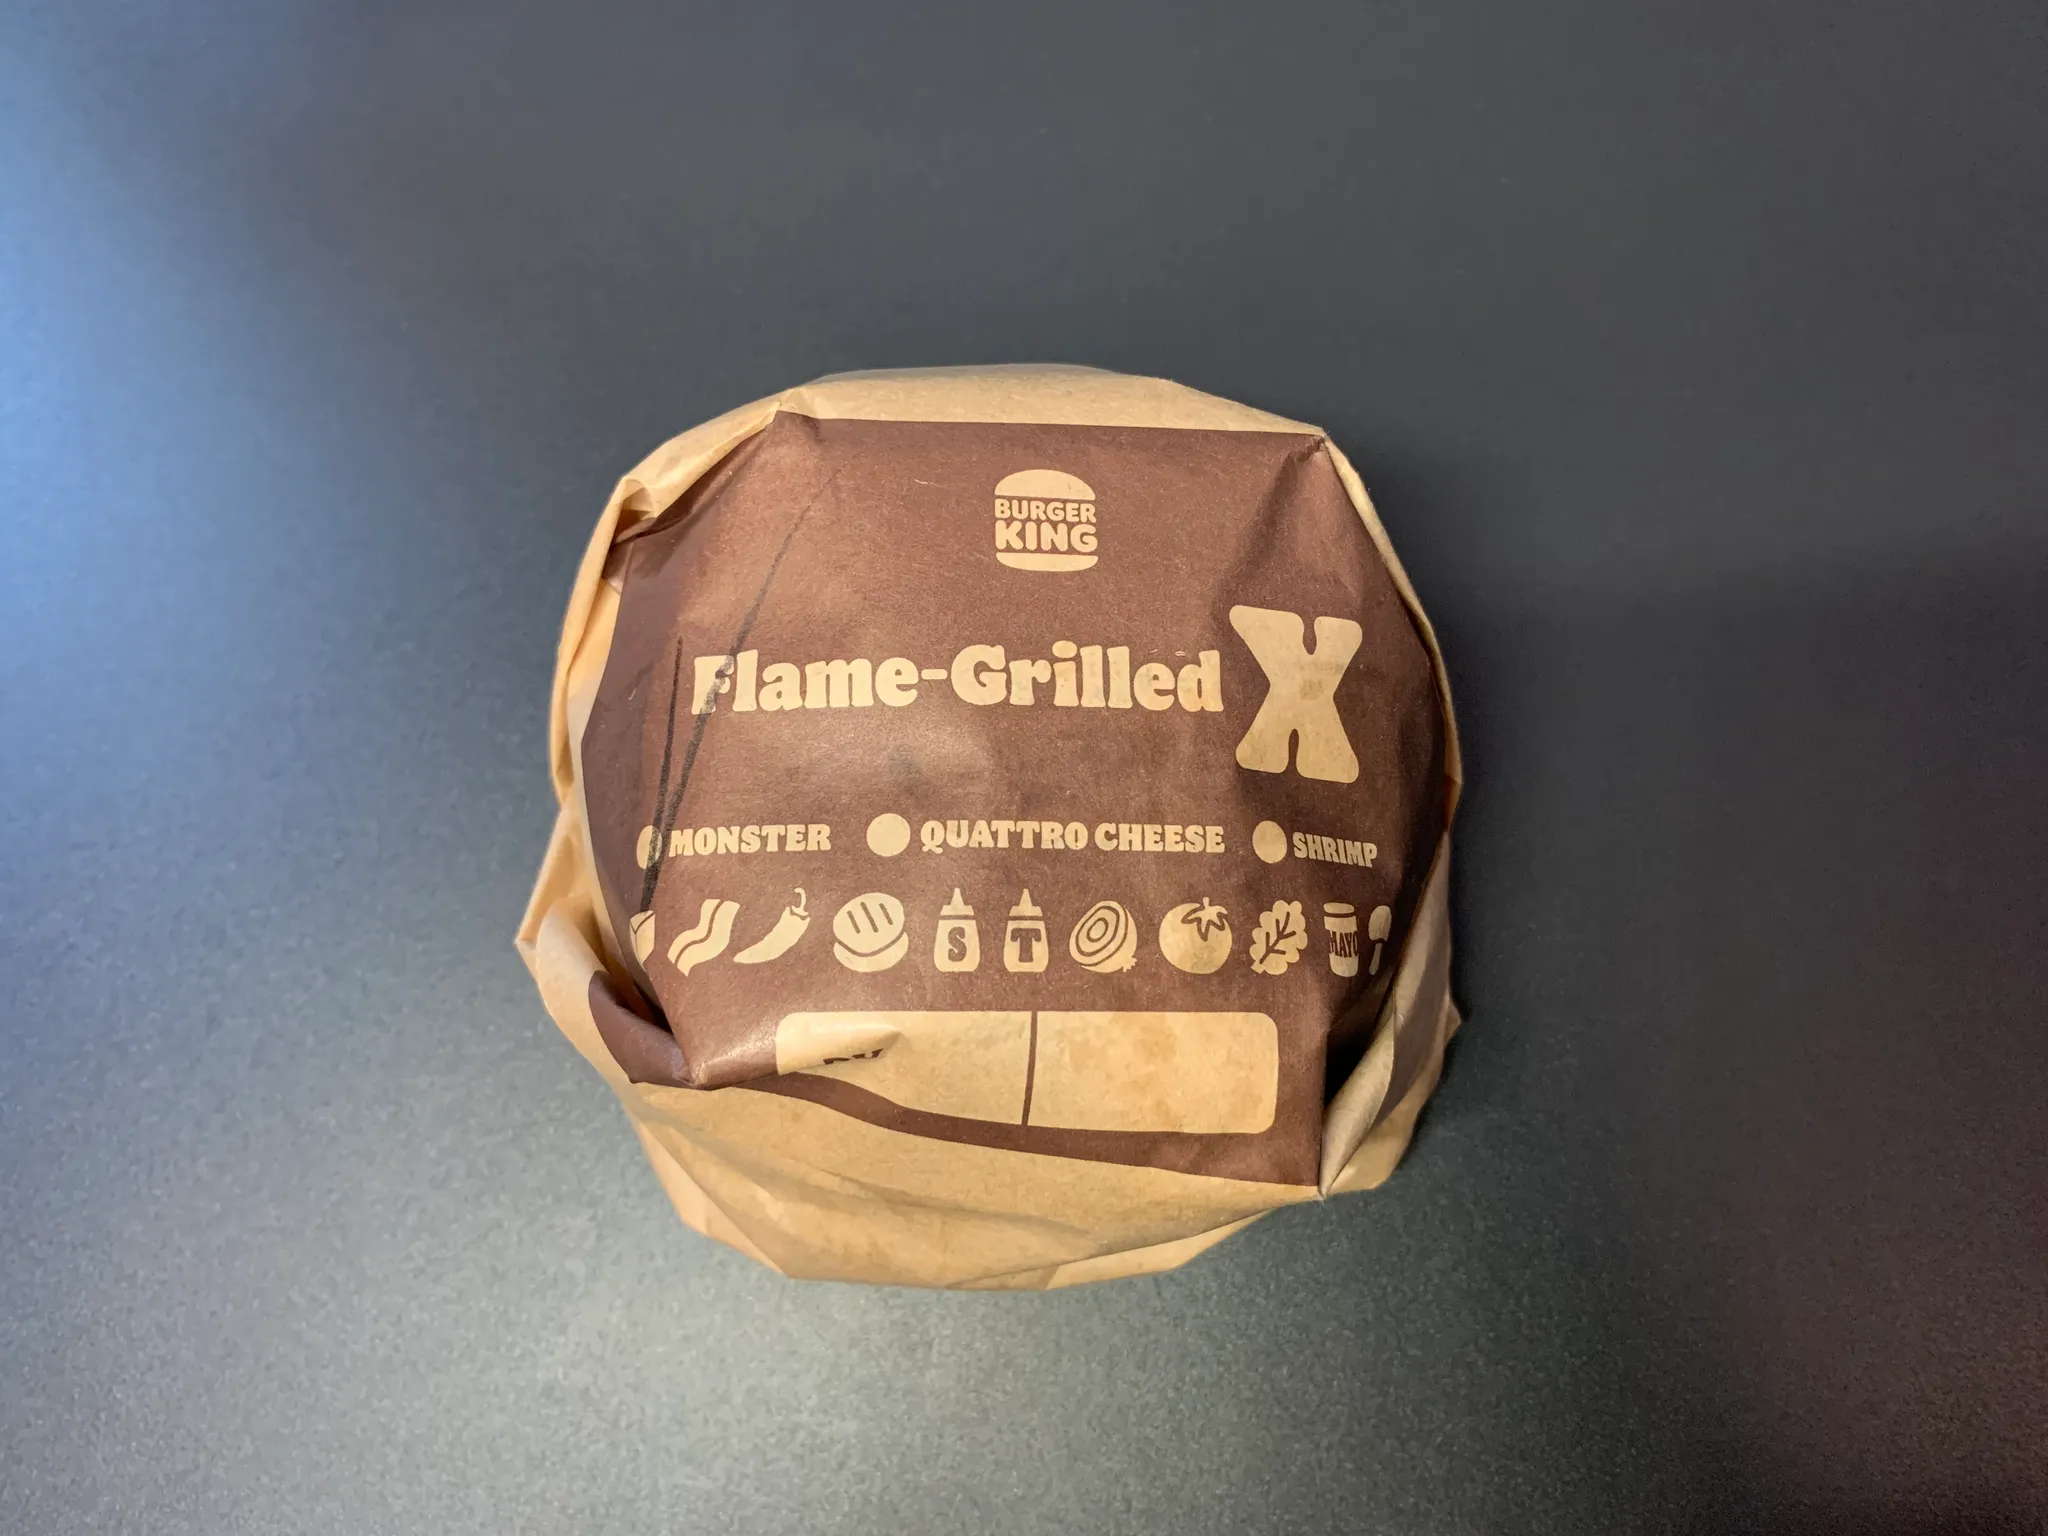 BURGER
KING
Flame-Grilled X
MONSTER QUATTRO CHEESE SHRIMP
S T MAYO